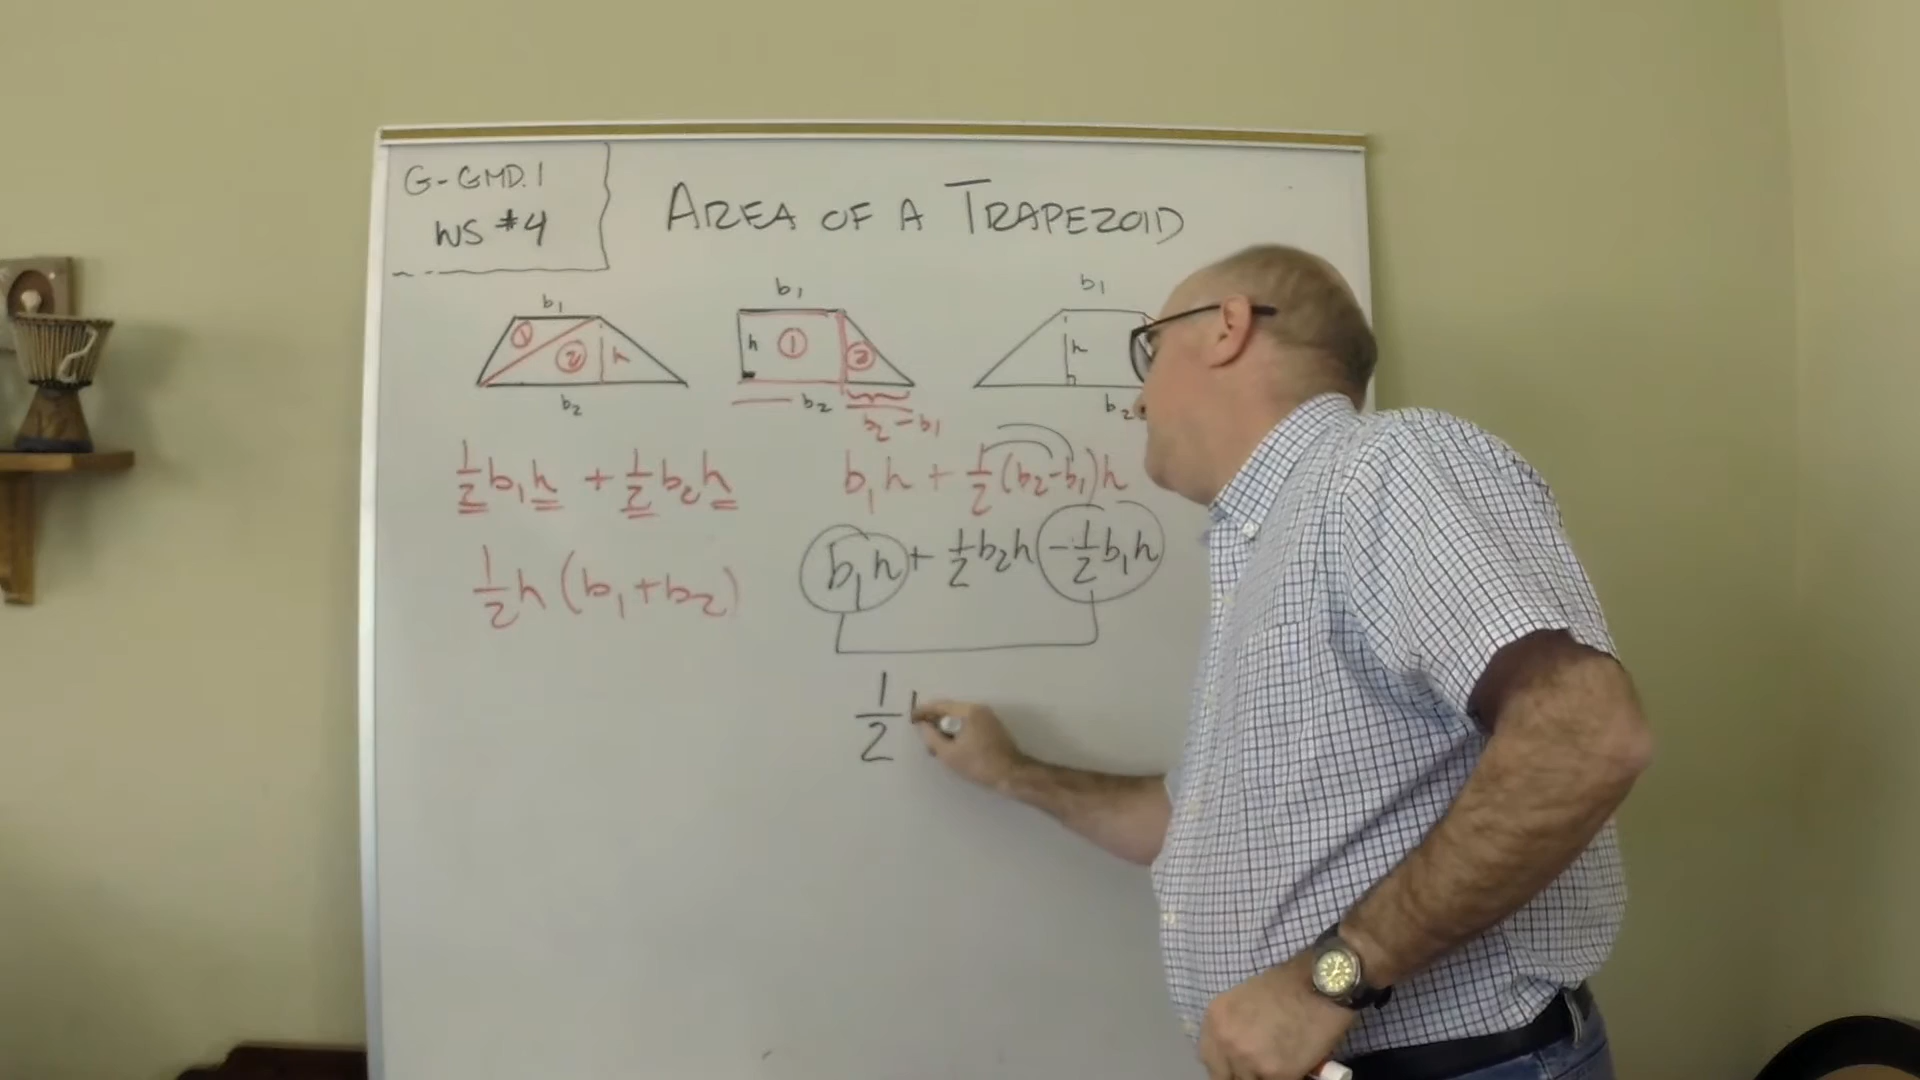 G-GMD.1
WS #4
AREA OF A TRAPEZOID
b₁
① ② h
b₂
b₁
h ① ②
b₂
b₂ - b₁
b₁
h
b₂
1/2 b₁h + 1/2 b₂h
1/2 h (b₁+b₂)
b₁h + 1/2 (b₂-b₁)h
b₁h + 1/2 b₂h - 1/2 b₁h
1/2